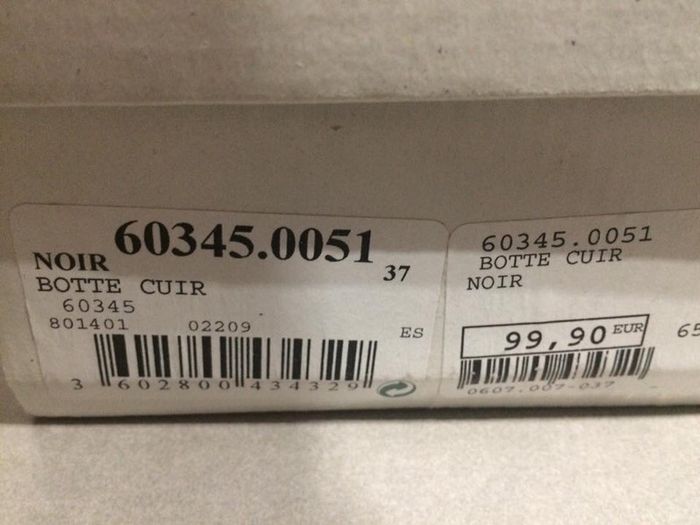 60345.0051
NOIR
37
BOTTE CUIR
60345
801401 02209
ES
3 602800 434329
60345.0051
BOTTE CUIR
NOIR
99,90 EUR
65
0607.007-037